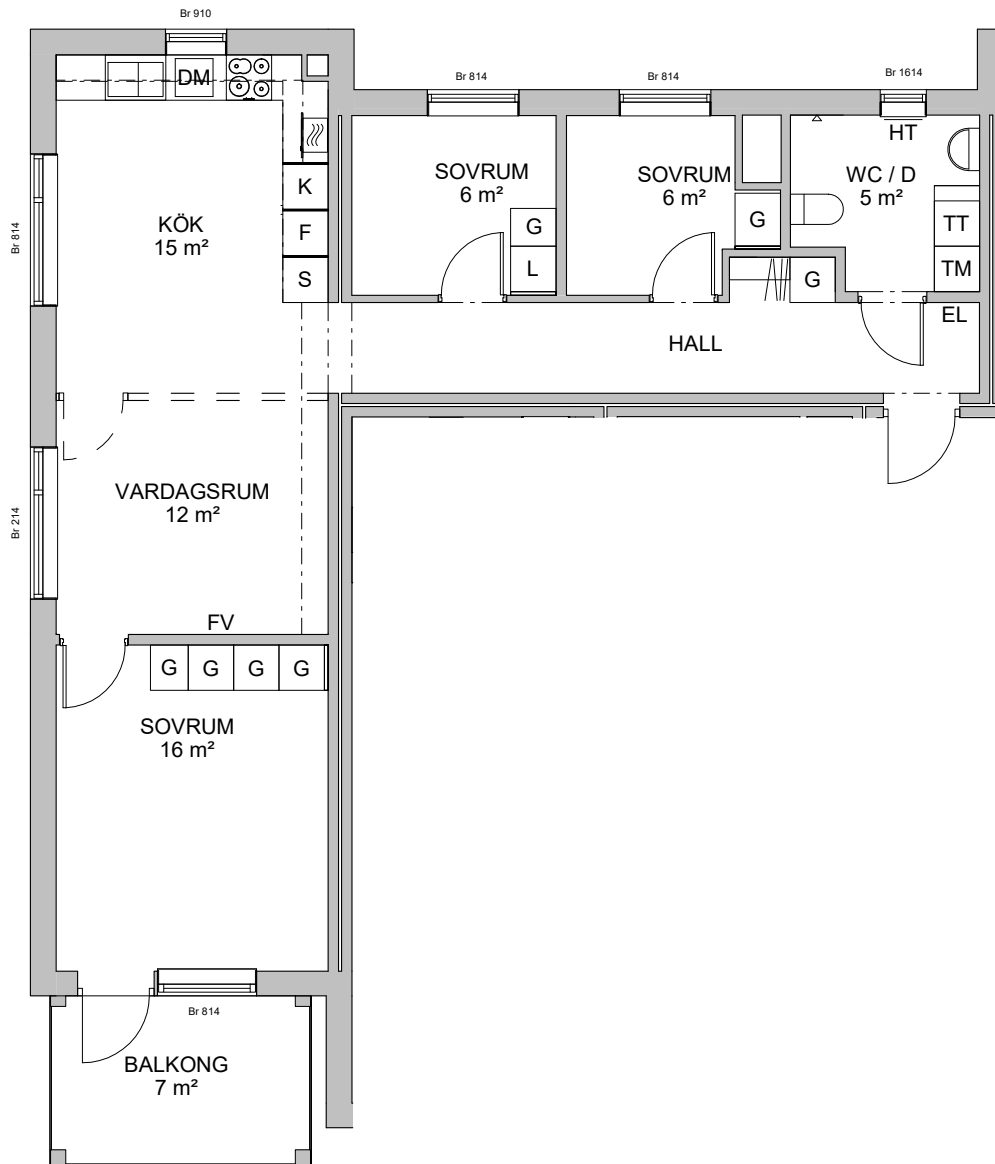 Br 910
DM
Br 814
Br 814
Br 1614
HT
SOVRUM
6 m²
SOVRUM
6 m²
WC / D
5 m²
K
F
S
G
L
G
G
TT
TM
EL
KÖK
15 m²
Br 814
HALL
VARDAGSRUM
12 m²
Br 214
FV
G
G
G
G
SOVRUM
16 m²
Br 814
BALKONG
7 m²